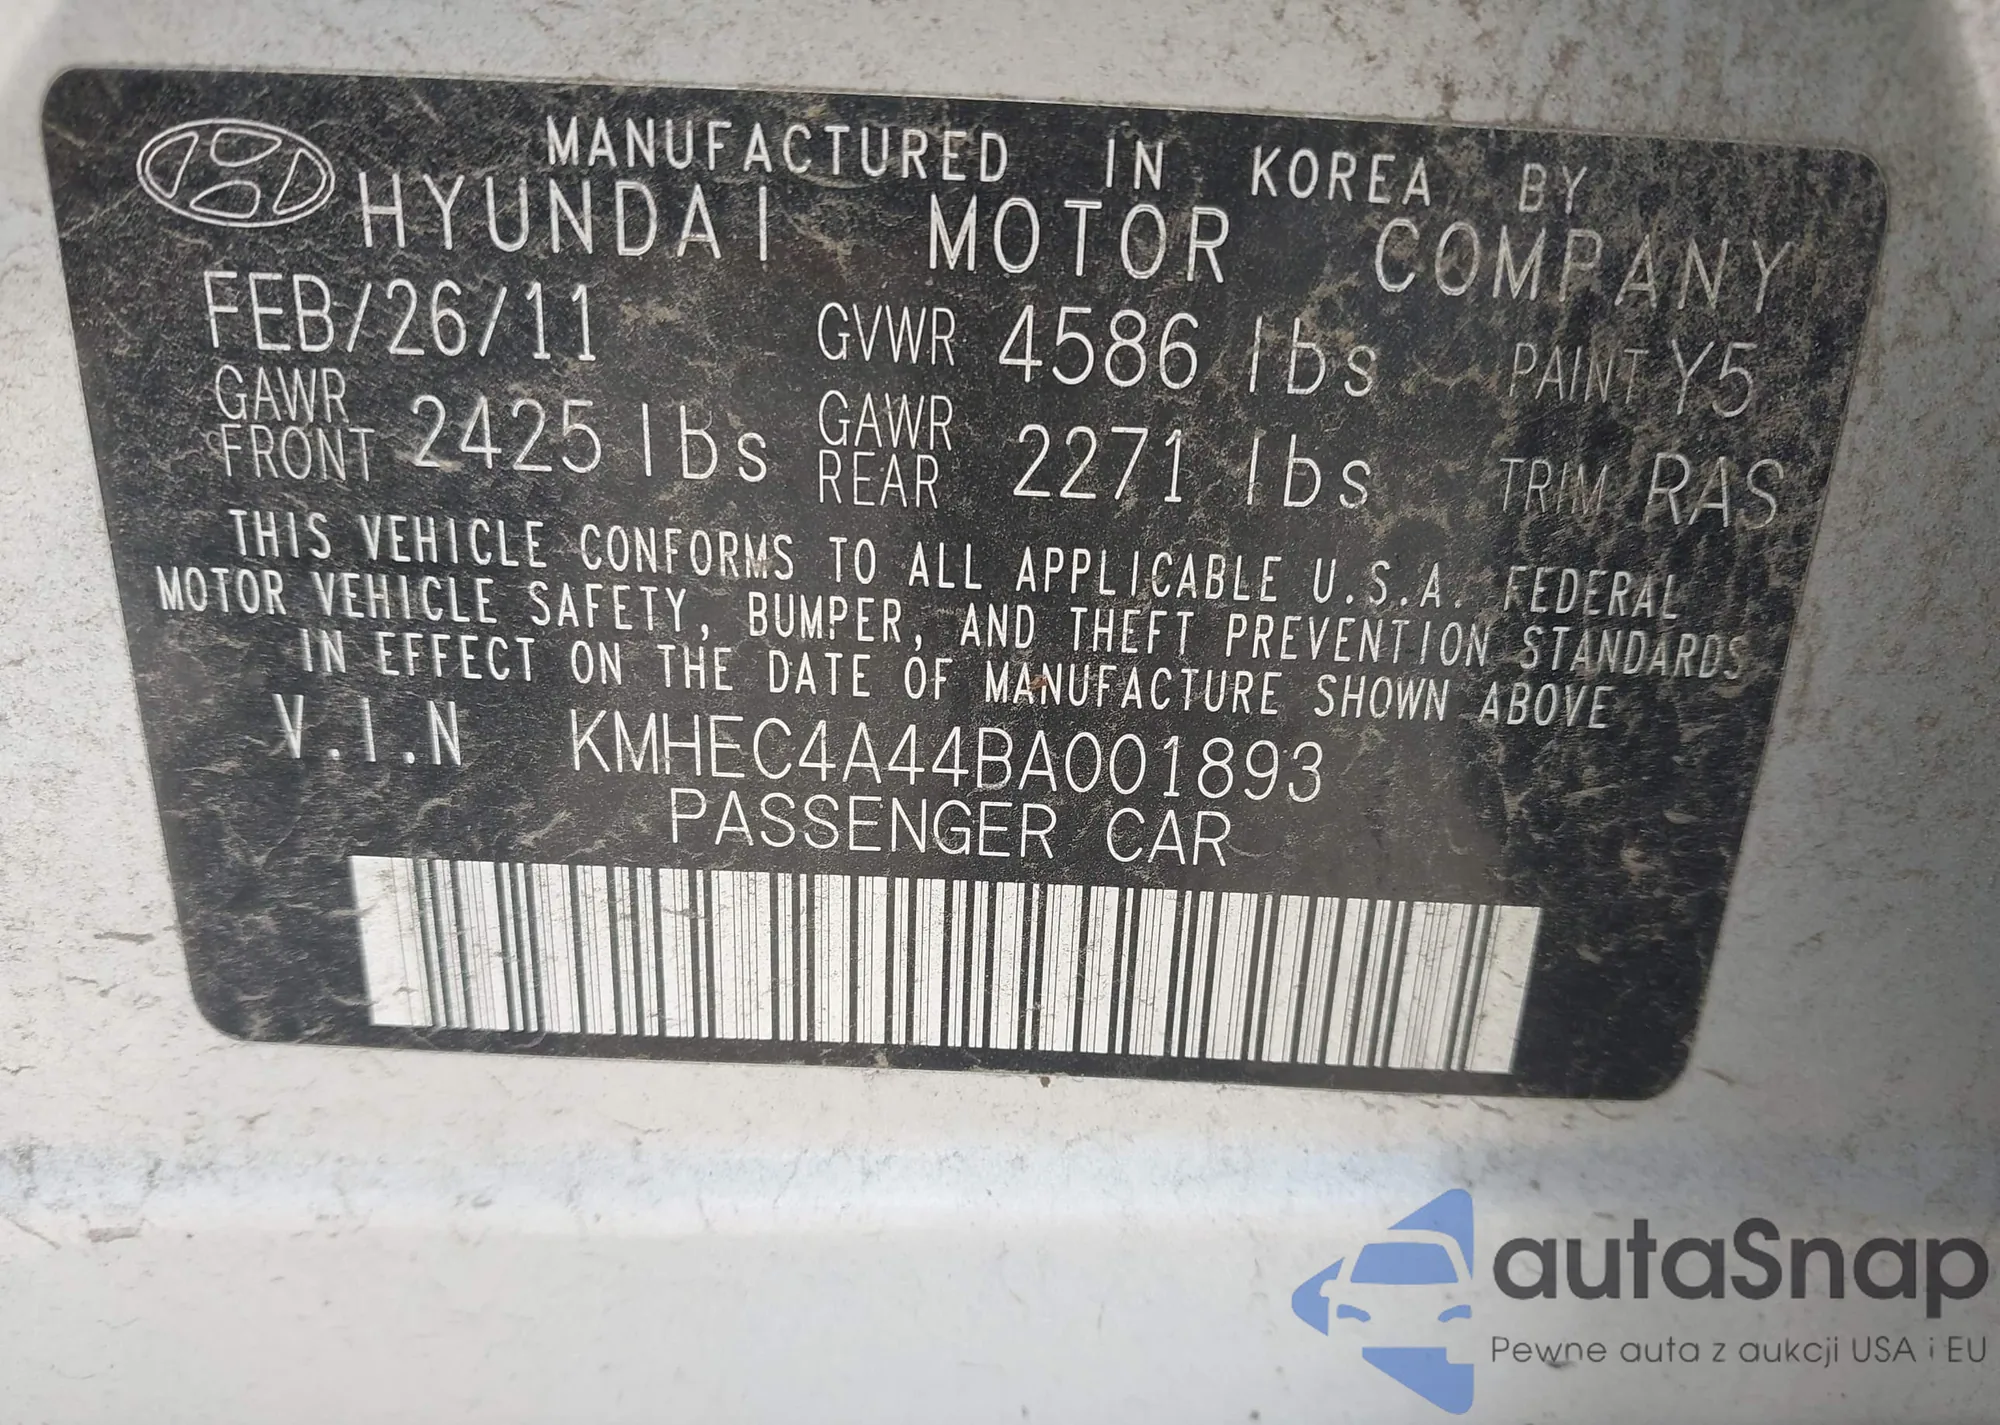 MANUFACTURED IN KOREA BY
HYUNDAI MOTOR COMPANY
FEB/26/11 GVWR 4586 lbs PAINT Y5
GAWR FRONT 2425 lbs GAWR REAR 2271 lbs TRIM RAS
THIS VEHICLE CONFORMS TO ALL APPLICABLE U.S.A. FEDERAL
MOTOR VEHICLE SAFETY, BUMPER, AND THEFT PREVENTION STANDARDS
IN EFFECT ON THE DATE OF MANUFACTURE SHOWN ABOVE
V.I.N KMHEC4A44BA001893
PASSENGER CAR
autaSnap
Pewne auta z aukcji USA i EU